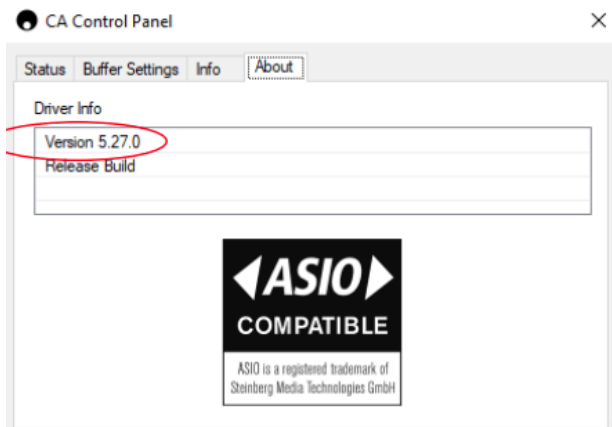 CA Control Panel
Status Buffer Settings Info About
Driver Info
Version 5.27.0
Release Build
ASIO
COMPATIBLE
ASIO is a registered trademark of
Steinberg Media Technologies GmbH